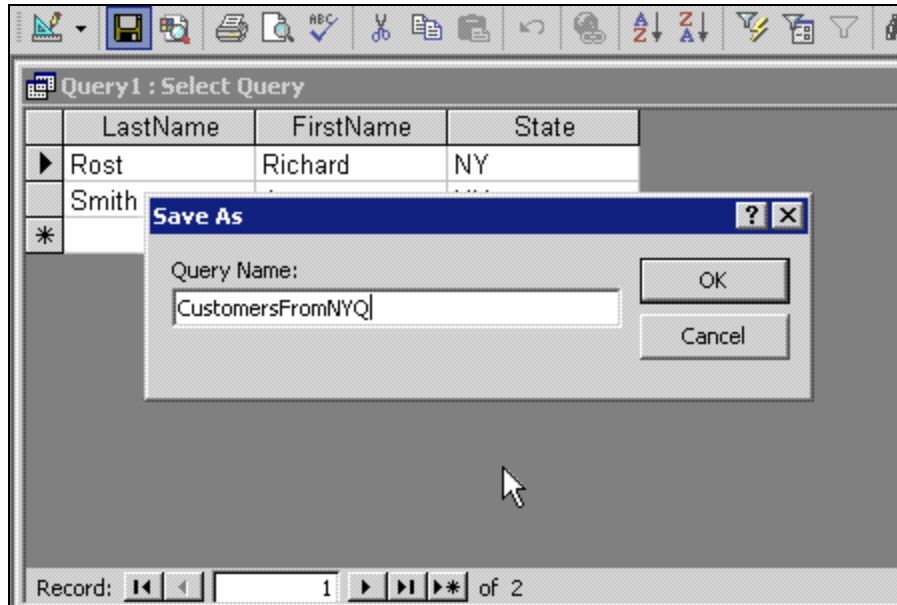 ABC
A
Z
Z
A
Query1 : Select Query
LastName FirstName State
Rost Richard NY
Smith
Save As
Query Name:
CustomersFromNYQ
OK
Cancel
Record: 1 of 2